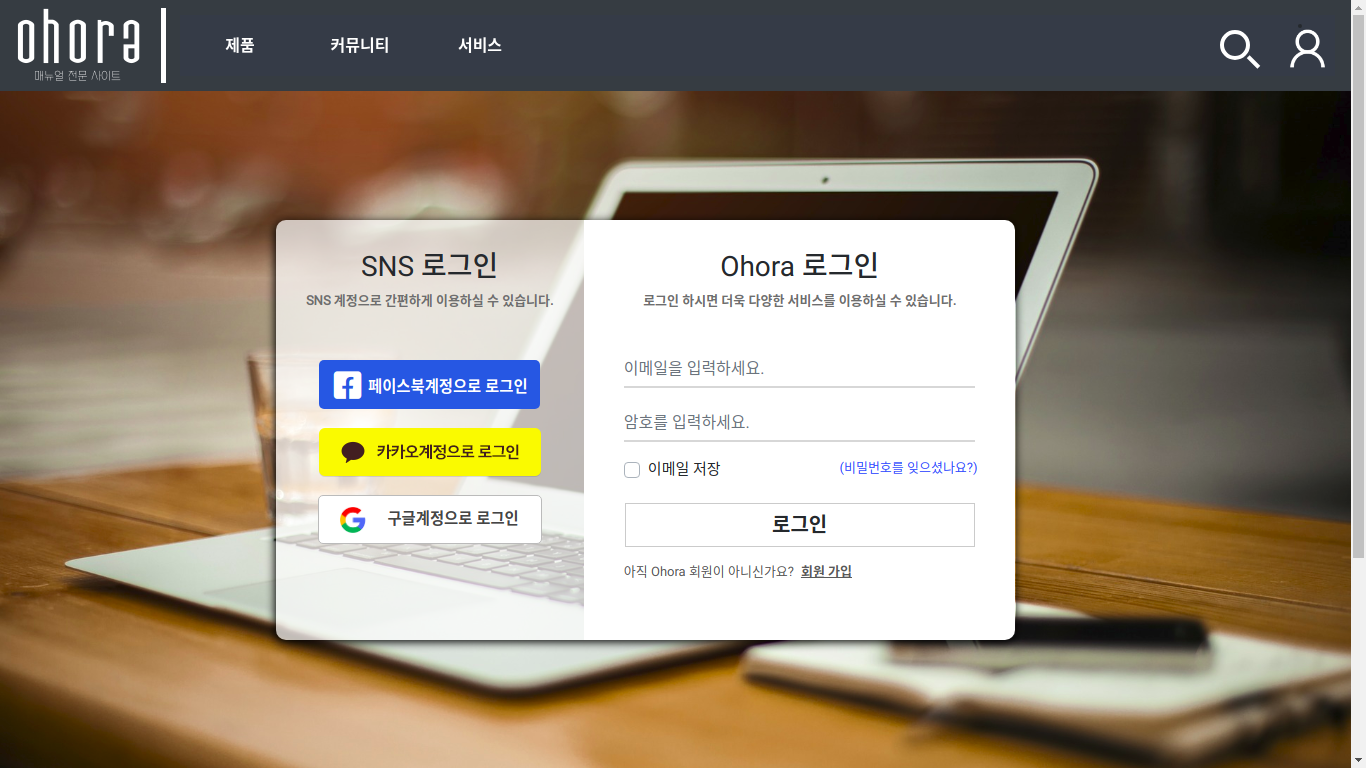 ohora
매뉴얼 전문 사이트
제품
커뮤니티
서비스
SNS 로그인
SNS 계정으로 간편하게 이용하실 수 있습니다.
페이스북계정으로 로그인
카카오계정으로 로그인
구글계정으로 로그인
Ohora 로그인
로그인 하시면 더욱 다양한 서비스를 이용하실 수 있습니다.
이메일을 입력하세요.
암호를 입력하세요.
이메일 저장
(비밀번호를 잊으셨나요?)
로그인
아직 Ohora 회원이 아니신가요? 회원 가입